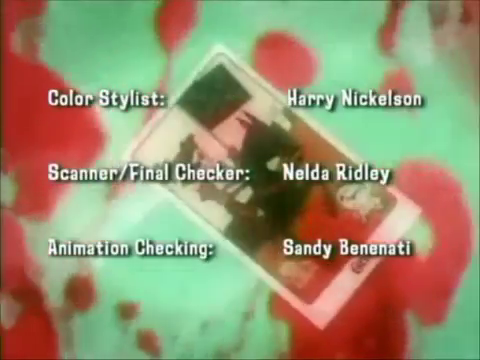 Color Stylist: Harry Nickelson
Scanner/Final Checker: Nelda Ridley
Animation Checking: Sandy Benenati